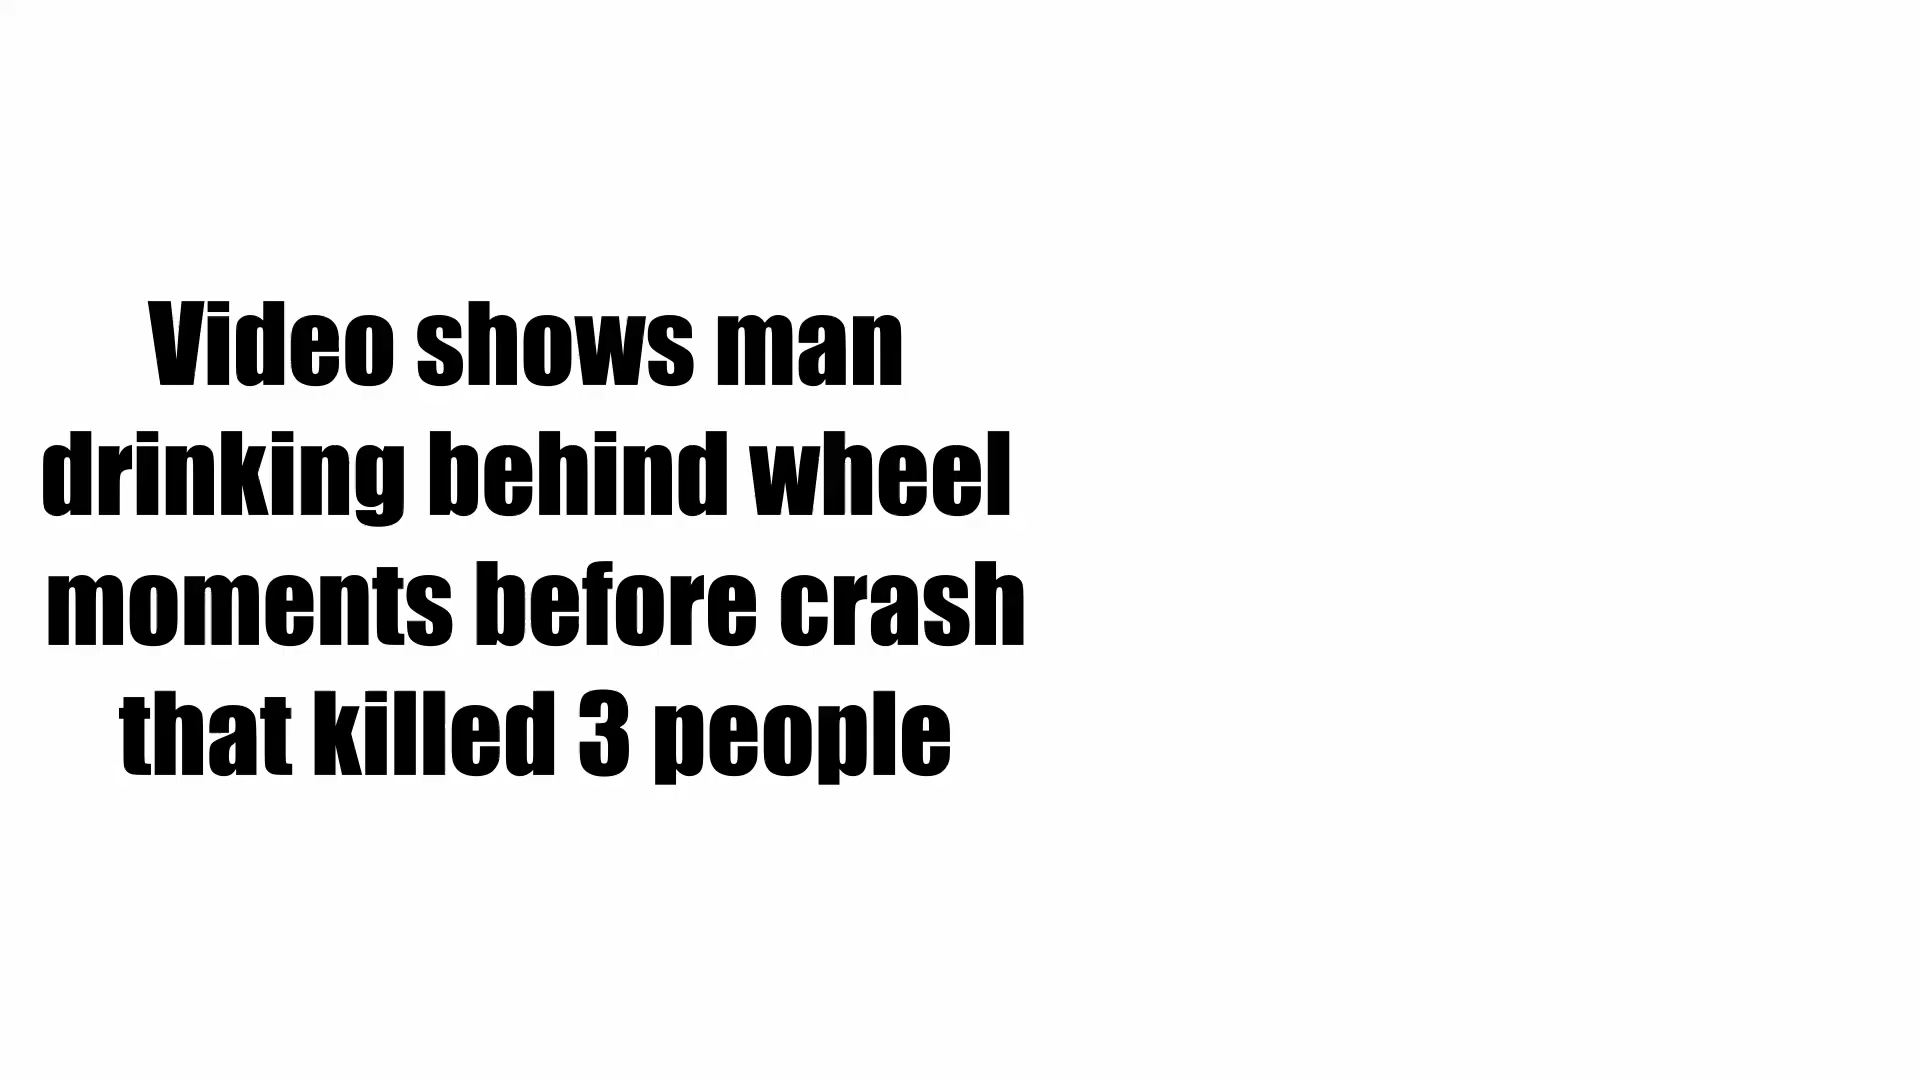 Video shows man
drinking behind wheel
moments before crash
that killed 3 people